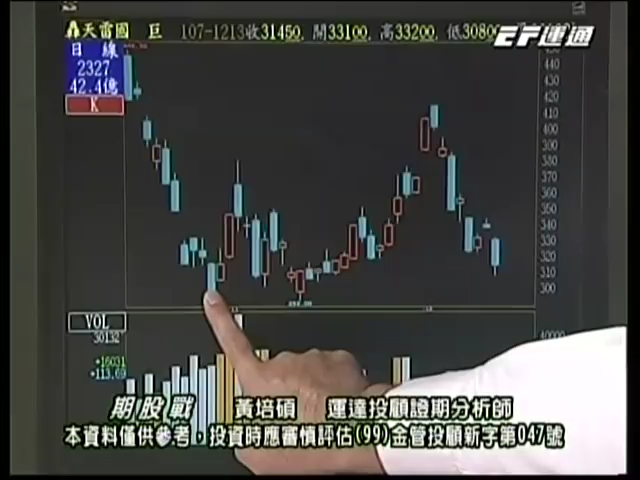 天雷國 巨 107-1213收31450, 開33100, 高33200, 低30800
EF運通
日 線
2327
42.4億
K
440
430
420
410
400
390
380
370
360
350
340
330
320
310
300
VOL
30132
+16031
+113.69
40000
期股戰 黃培碩 運達投顧證期分析師
本資料僅供參考，投資時應審慎評估(99)金管投顧新字第047號